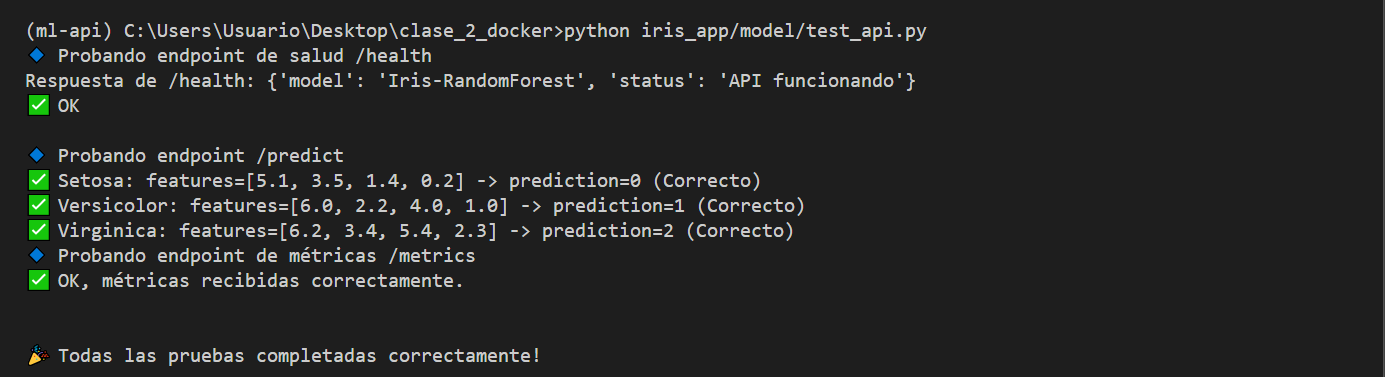 (ml-api) C:\Users\Usuario\Desktop\clase_2_docker>python iris_app/model/test_api.py
🔹 Probando endpoint de salud /health
Respuesta de /health: {'model': 'Iris-RandomForest', 'status': 'API funcionando'}
✅ OK
🔹 Probando endpoint /predict
✅ Setosa: features=[5.1, 3.5, 1.4, 0.2] -> prediction=0 (Correcto)
✅ Versicolor: features=[6.0, 2.2, 4.0, 1.0] -> prediction=1 (Correcto)
✅ Virginica: features=[6.2, 3.4, 5.4, 2.3] -> prediction=2 (Correcto)
🔹 Probando endpoint de métricas /metrics
✅ OK, métricas recibidas correctamente.
🎉 Todas las pruebas completadas correctamente!